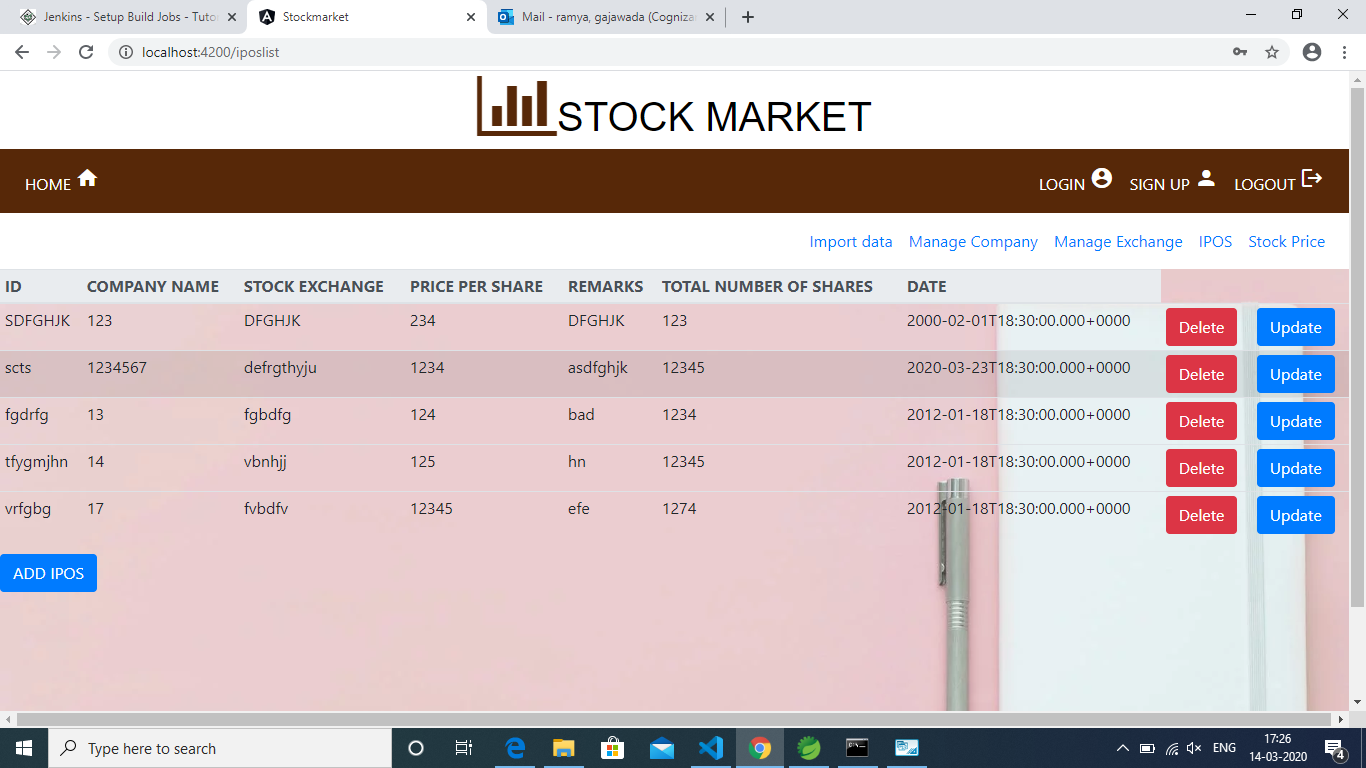 Jenkins - Setup Build Jobs - Tutor
Stockmarket
Mail - ramya, gajawada (Cogniza
localhost:4200/iposlist
STOCK MARKET
HOME LOGIN SIGN UP LOGOUT
Import data Manage Company Manage Exchange IPOS Stock Price
ID COMPANY NAME STOCK EXCHANGE PRICE PER SHARE REMARKS TOTAL NUMBER OF SHARES DATE
SDFGHJK 123 DFGHJK 234 DFGHJK 123 2000-02-01T18:30:00.000+0000 Delete Update
scts 1234567 defrgthyju 1234 asdfghjk 12345 2020-03-23T18:30:00.000+0000 Delete Update
fgdrfg 13 fgbdfg 124 bad 1234 2012-01-18T18:30:00.000+0000 Delete Update
tfygmjhn 14 vbnhjj 125 hn 12345 2012-01-18T18:30:00.000+0000 Delete Update
vrfgbg 17 fvbdfv 12345 efe 1274 2012-01-18T18:30:00.000+0000 Delete Update
ADD IPOS
Type here to search
ENG
17:26
14-03-2020
4